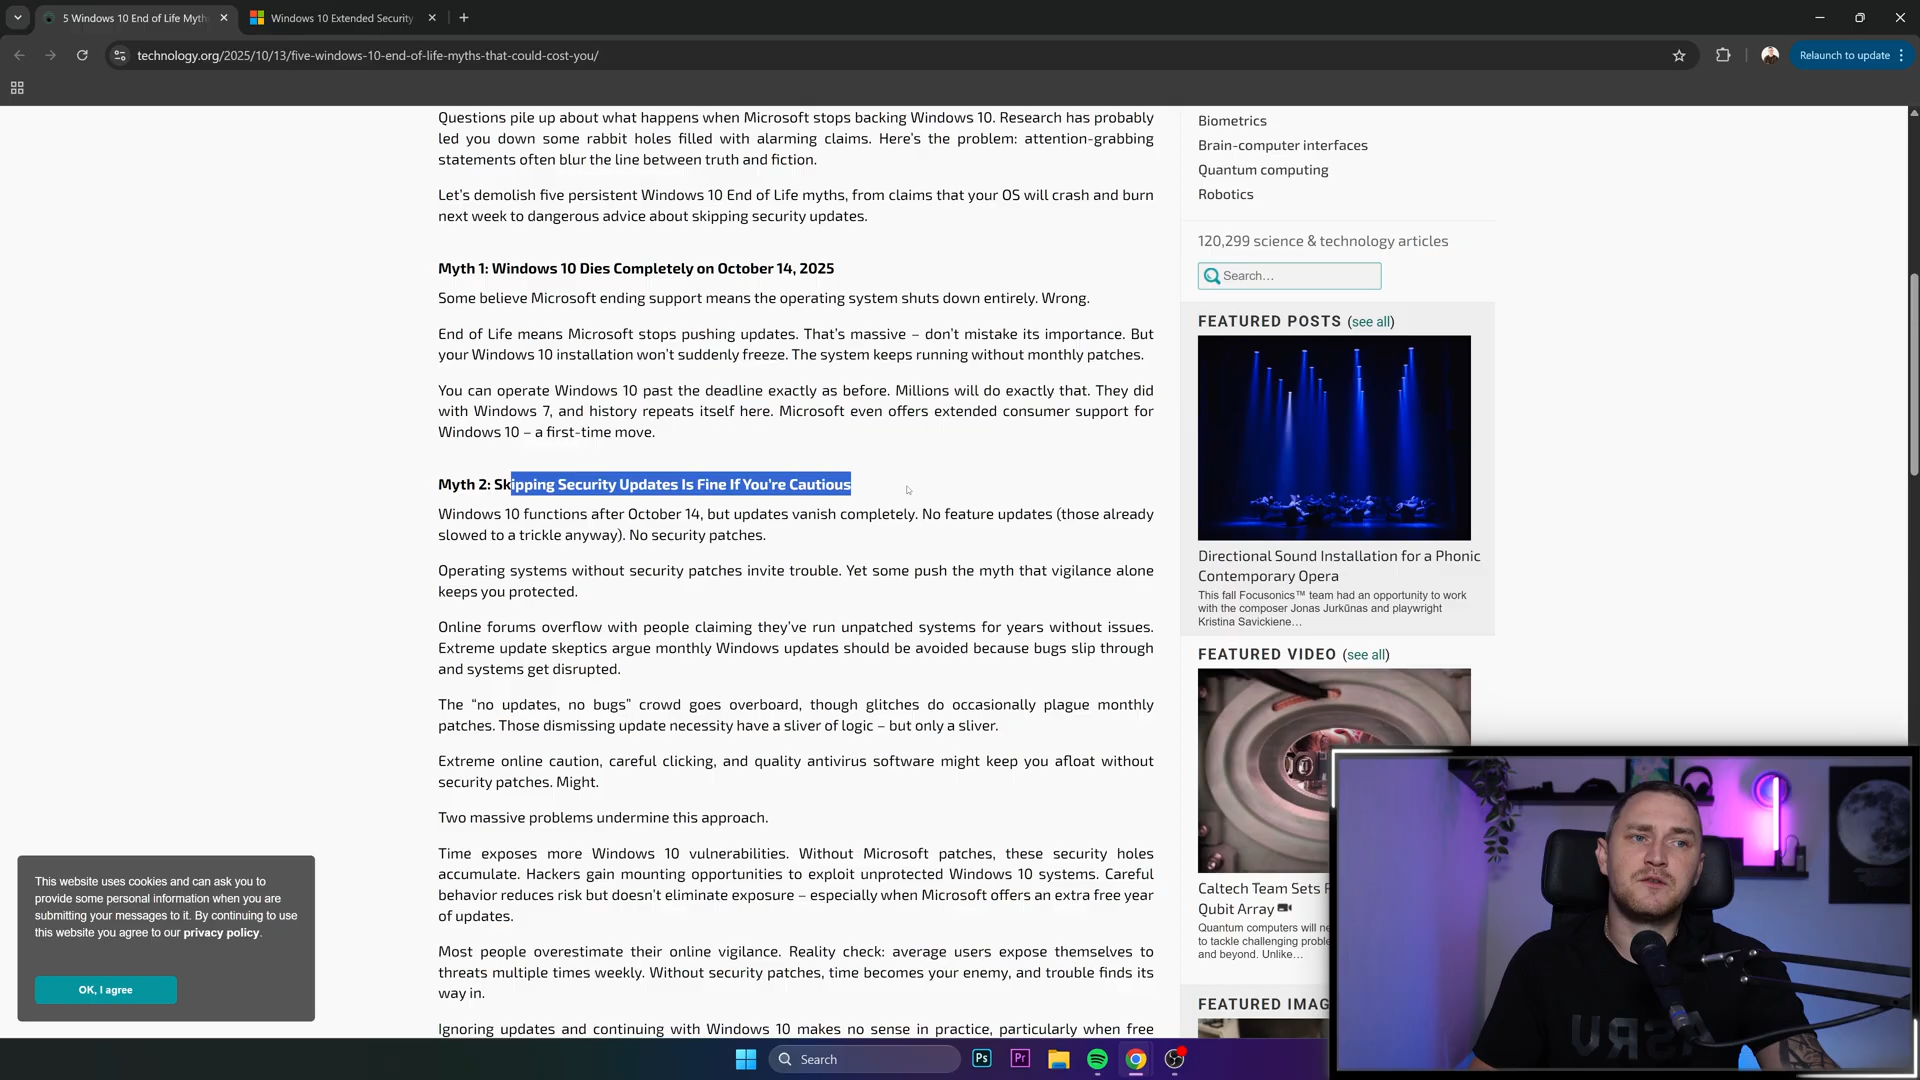 5 Windows 10 End of Life Myth
Windows 10 Extended Security
technology.org/2025/10/13/five-windows-10-end-of-life-myths-that-could-cost-you/
Relaunch to update
Questions pile up about what happens when Microsoft stops backing Windows 10. Research has probably
led you down some rabbit holes filled with alarming claims. Here's the problem: attention-grabbing
statements often blur the line between truth and fiction.
Let's demolish five persistent Windows 10 End of Life myths, from claims that your OS will crash and burn
next week to dangerous advice about skipping security updates.
Myth 1: Windows 10 Dies Completely on October 14, 2025
Some believe Microsoft ending support means the operating system shuts down entirely. Wrong.
End of Life means Microsoft stops pushing updates. That's massive – don't mistake its importance. But
your Windows 10 installation won't suddenly freeze. The system keeps running without monthly patches.
You can operate Windows 10 past the deadline exactly as before. Millions will do exactly that. They did
with Windows 7, and history repeats itself here. Microsoft even offers extended consumer support for
Windows 10 – a first-time move.
Myth 2: Skipping Security Updates Is Fine If You're Cautious
Windows 10 functions after October 14, but updates vanish completely. No feature updates (those already
slowed to a trickle anyway). No security patches.
Operating systems without security patches invite trouble. Yet some push the myth that vigilance alone
keeps you protected.
Online forums overflow with people claiming they've run unpatched systems for years without issues.
Extreme update skeptics argue monthly Windows updates should be avoided because bugs slip through
and systems get disrupted.
The “no updates, no bugs” crowd goes overboard, though glitches do occasionally plague monthly
patches. Those dismissing update necessity have a sliver of logic – but only a sliver.
Extreme online caution, careful clicking, and quality antivirus software might keep you afloat without
security patches. Might.
Two massive problems undermine this approach.
Time exposes more Windows 10 vulnerabilities. Without Microsoft patches, these security holes
accumulate. Hackers gain mounting opportunities to exploit unprotected Windows 10 systems. Careful
behavior reduces risk but doesn't eliminate exposure – especially when Microsoft offers an extra free year
of updates.
Most people overestimate their online vigilance. Reality check: average users expose themselves to
threats multiple times weekly. Without security patches, time becomes your enemy, and trouble finds its
way in.
Ignoring updates and continuing with Windows 10 makes no sense in practice, particularly when free
Biometrics
Brain-computer interfaces
Quantum computing
Robotics
120,299 science & technology articles
Search…
FEATURED POSTS (see all)
Directional Sound Installation for a Phonic
Contemporary Opera
This fall Focusonics™ team had an opportunity to work
with the composer Jonas Jurkūnas and playwright
Kristina Savickiene…
FEATURED VIDEO (see all)
Caltech Team Sets
Qubit Array
Quantum computers will
to tackle challenging
and beyond. Unlike…
FEATURED
This website uses cookies and can ask you to
provide some personal information when you are
submitting your messages to it. By continuing to use
this website you agree to our privacy policy.
OK, I agree
Search
Ps
Pr